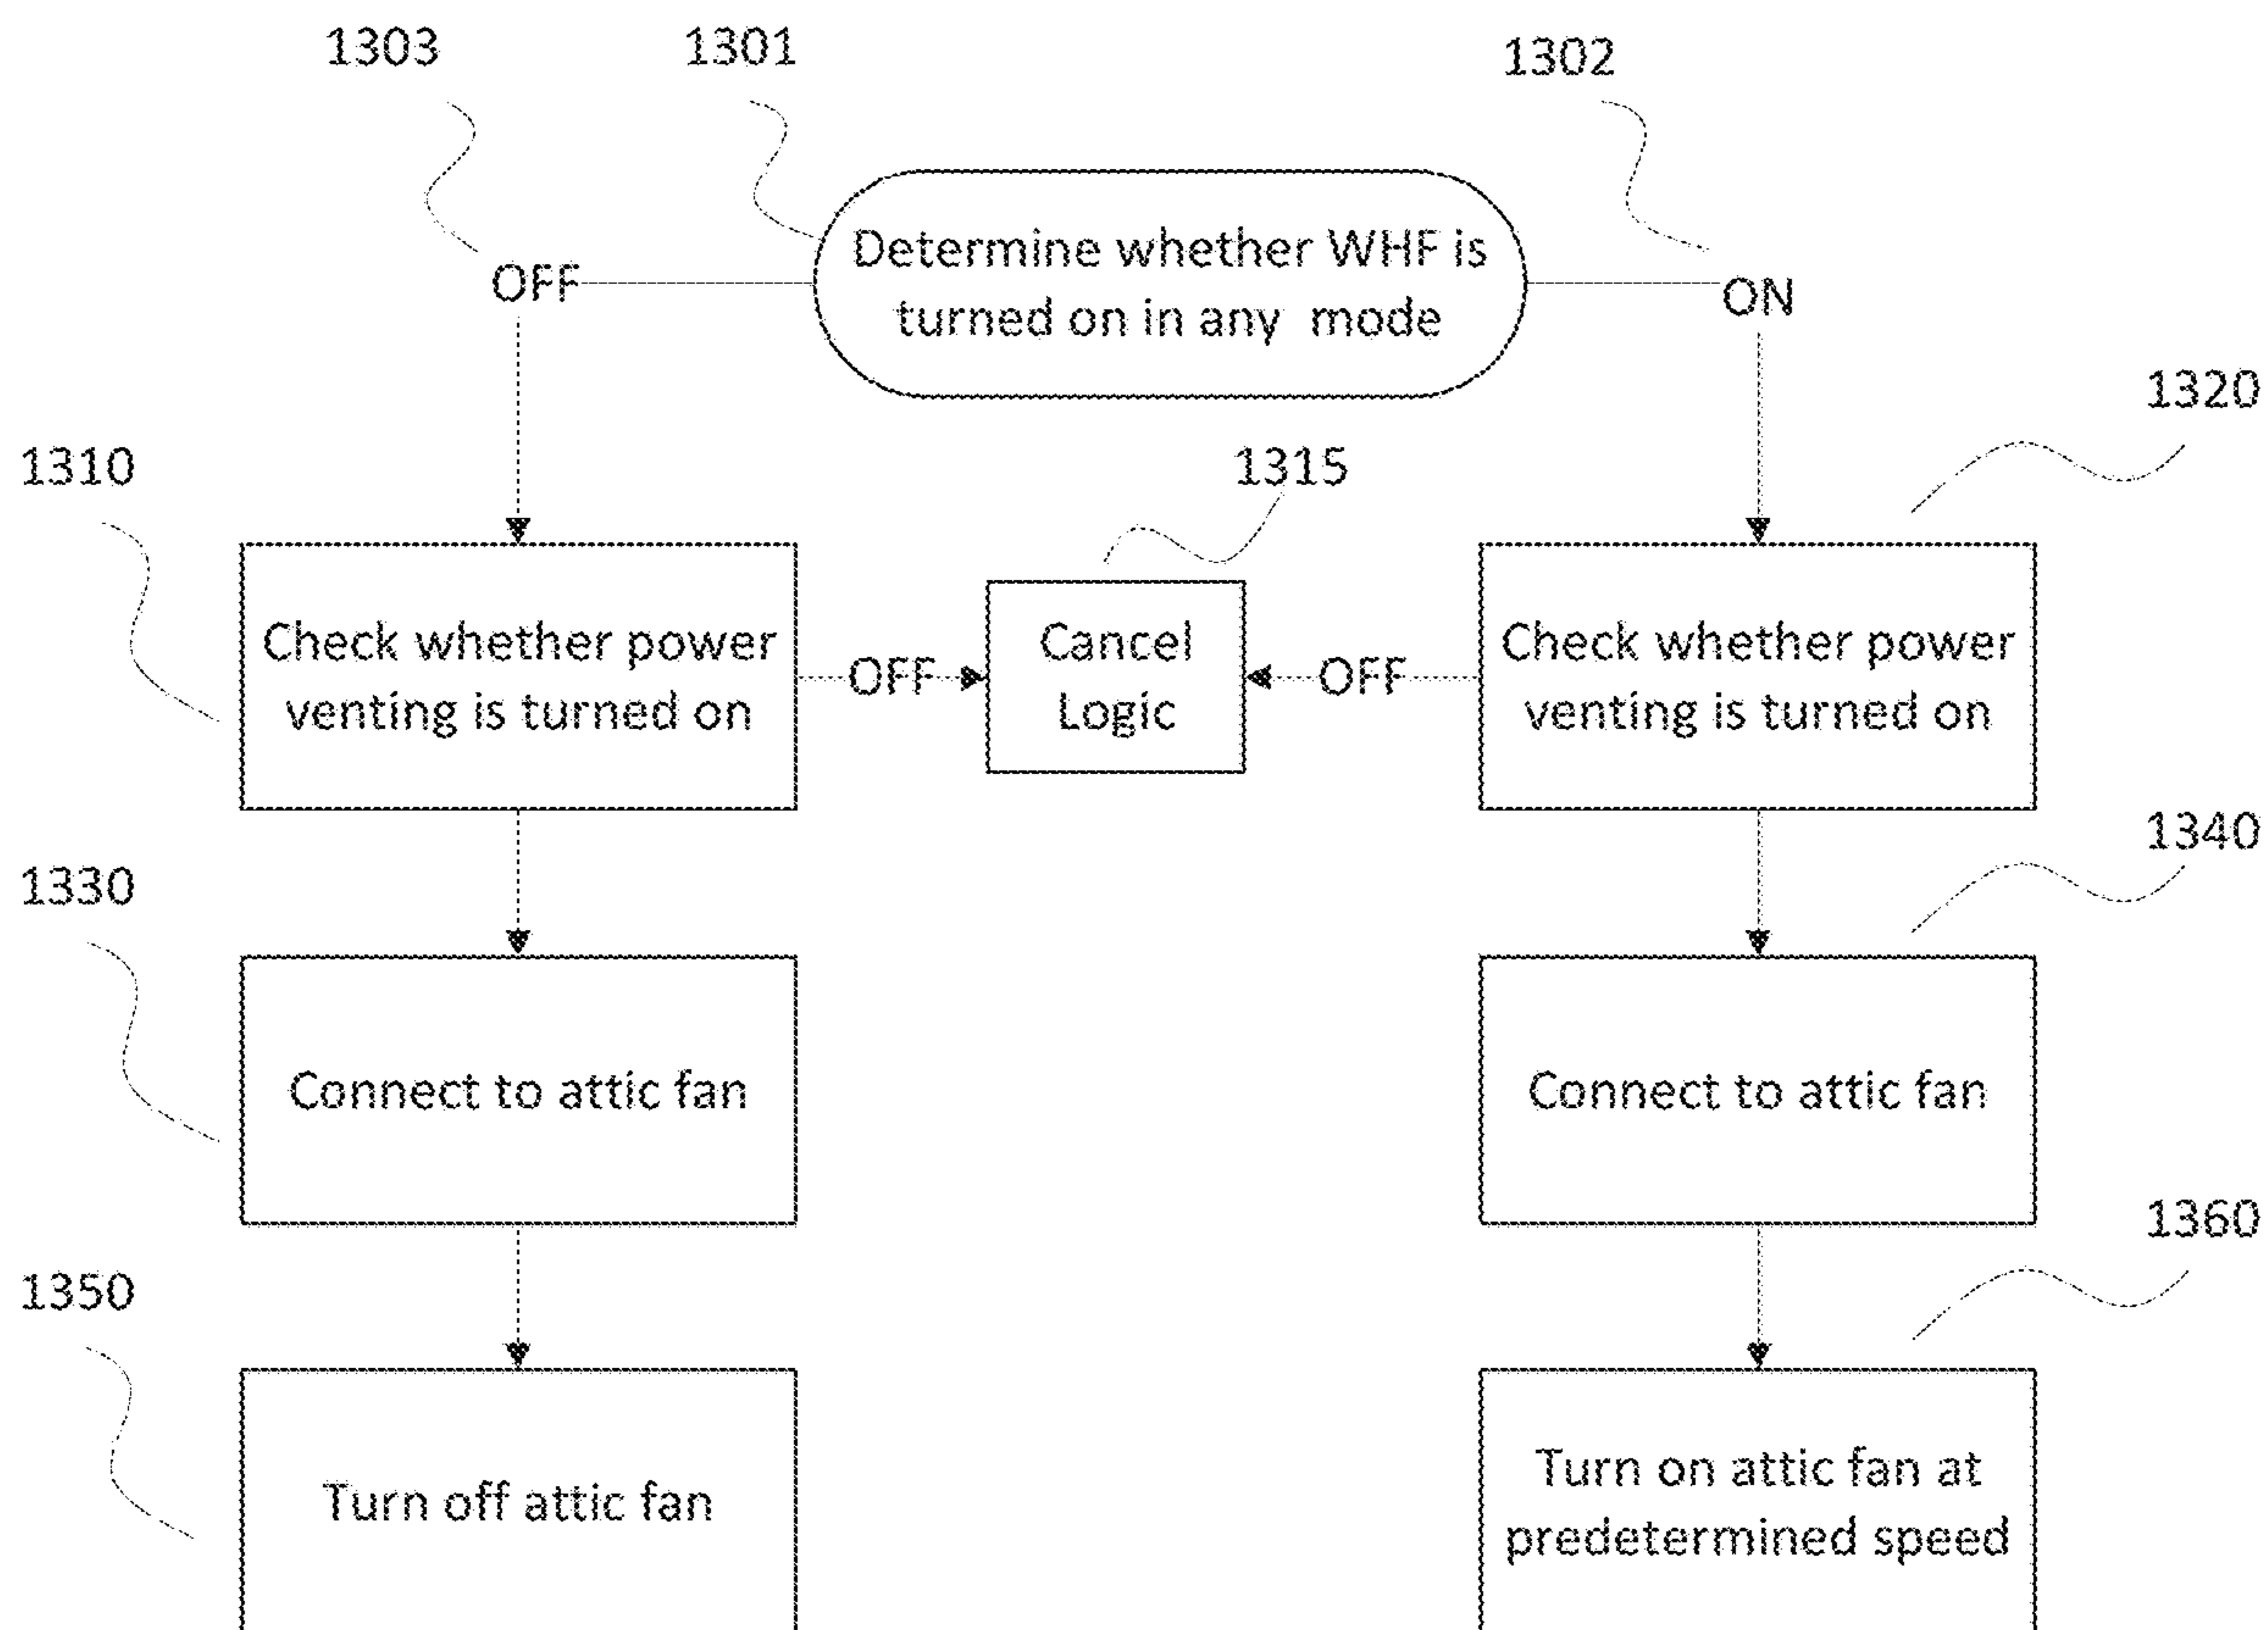 1303
1301
1302
Determine whether WHF is
turned on in any mode
OFF
ON
1320
1310
1315
Check whether power
venting is turned on
OFF
Cancel
Logic
OFF
Check whether power
venting is turned on
1340
1330
Connect to attic fan
Connect to attic fan
1360
1350
Turn off attic fan
Turn on attic fan at
predetermined speed